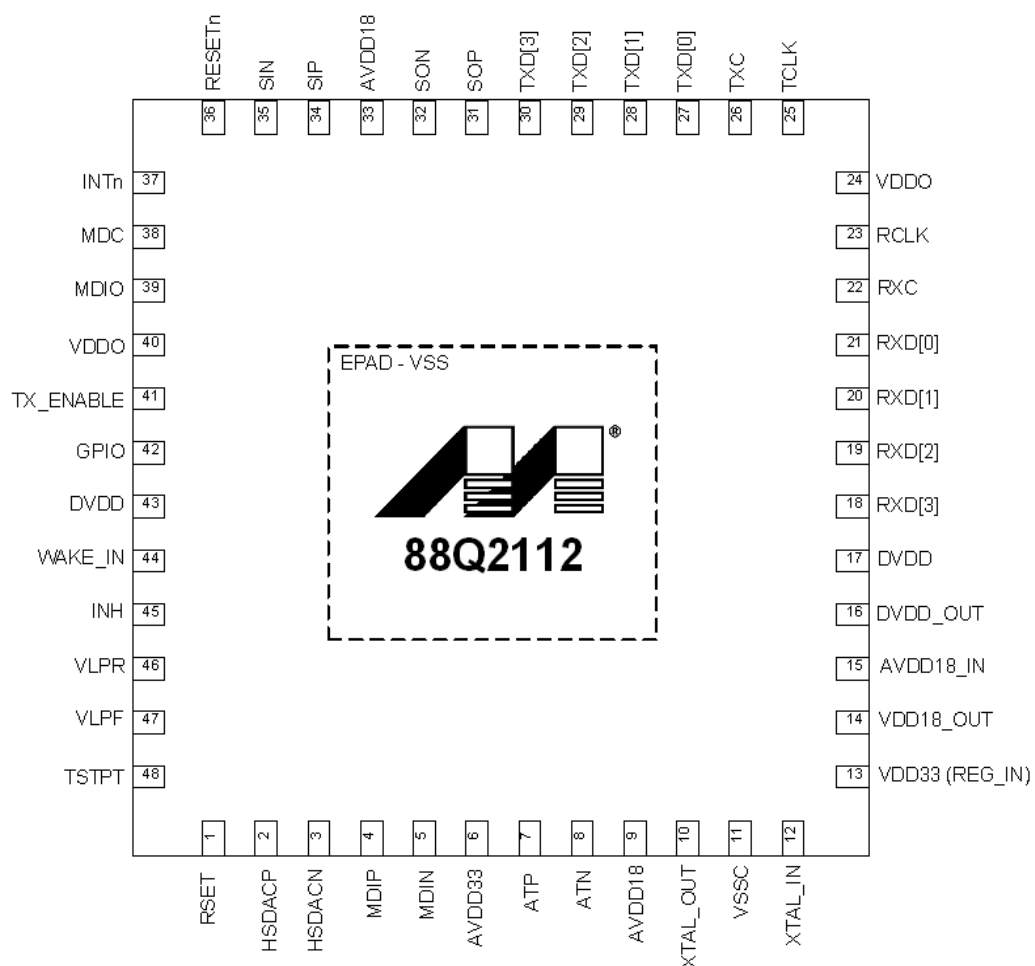 RESETn
SIN
SIP
AVDD18
SON
SOP
TXD[3]
TXD[2]
TXD[1]
TXD[0]
TXC
TCLK
36
35
34
33
32
31
30
29
28
27
26
25
INTn 37
MDC 38
MDIO 39
VDDO 40
TX_ENABLE 41
GPIO 42
DVDD 43
WAKE_IN 44
INH 45
VLPR 46
VLPF 47
TSTPT 48
EPAD - VSS
®
88Q2112
24 VDDO
23 RCLK
22 RXC
21 RXD[0]
20 RXD[1]
19 RXD[2]
18 RXD[3]
17 DVDD
16 DVDD_OUT
15 AVDD18_IN
14 VDD18_OUT
13 VDD33 (REG_IN)
1
2
3
4
5
6
7
8
9
10
11
12
RSET
HSDACP
HSDACN
MDIP
MDIN
AVDD33
ATP
ATN
AVDD18
XTAL_OUT
VSSC
XTAL_IN